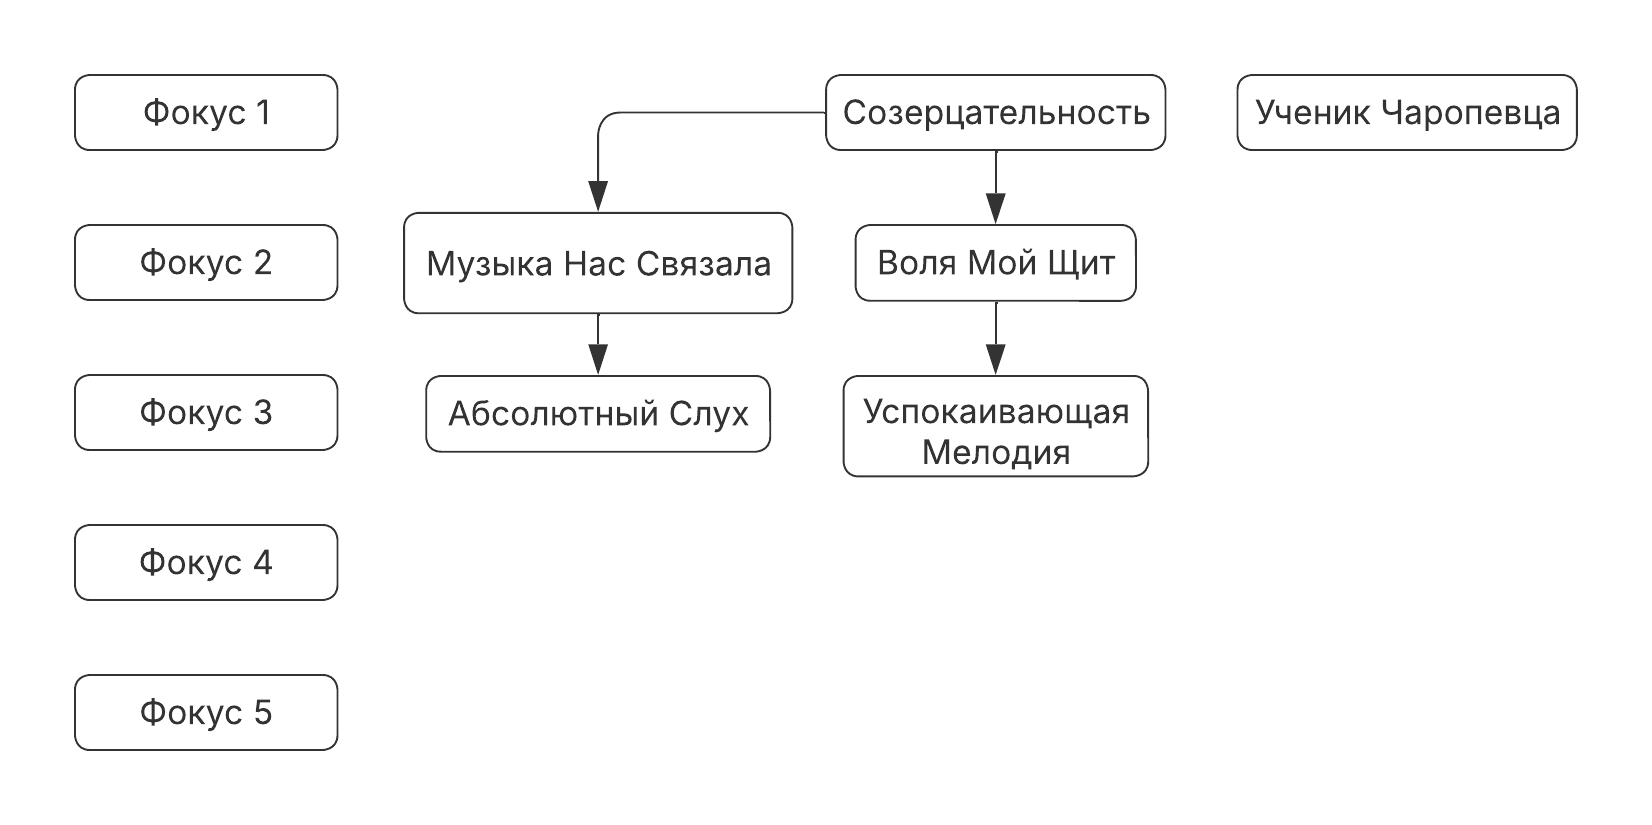 Фокус 1
Созерцательность
Ученик Чаропевца
Фокус 2
Музыка Нас Связала
Воля Мой Щит
Фокус 3
Абсолютный Слух
Успокаивающая
Мелодия
Фокус 4
Фокус 5